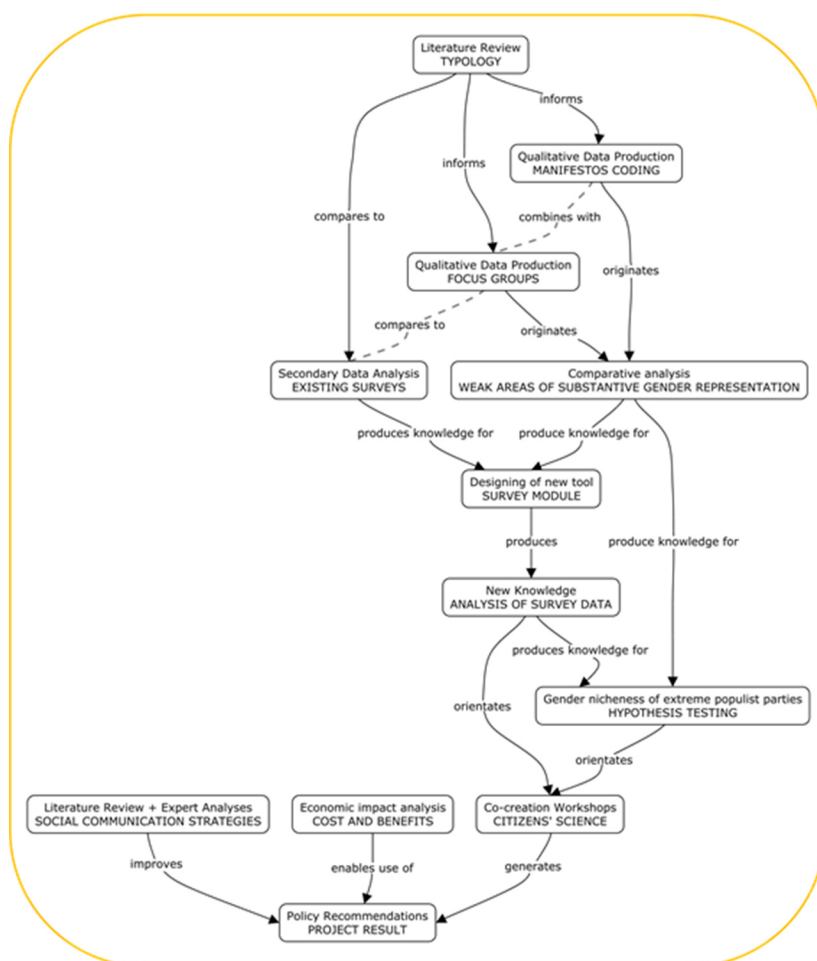 Literature Review
TYPOLOGY
informs
Qualitative Data Production
MANIFESTOS CODING
informs
compares to
combines with
Qualitative Data Production
FOCUS GROUPS
originates
compares to
originates
Secondary Data Analysis
EXISTING SURVEYS
Comparative analysis
WEAK AREAS OF SUBSTANTIVE GENDER REPRESENTATION
produces knowledge for
produce knowledge for
Designing of new tool
SURVEY MODULE
produces
produce knowledge for
New Knowledge
ANALYSIS OF SURVEY DATA
produces knowledge for
orientates
Gender nicheness of extreme populist parties
HYPOTHESIS TESTING
orientates
Literature Review + Expert Analyses
SOCIAL COMMUNICATION STRATEGIES
Economic impact analysis
COST AND BENEFITS
Co-creation Workshops
CITIZENS' SCIENCE
improves
enables use of
generates
Policy Recommendations
PROJECT RESULT